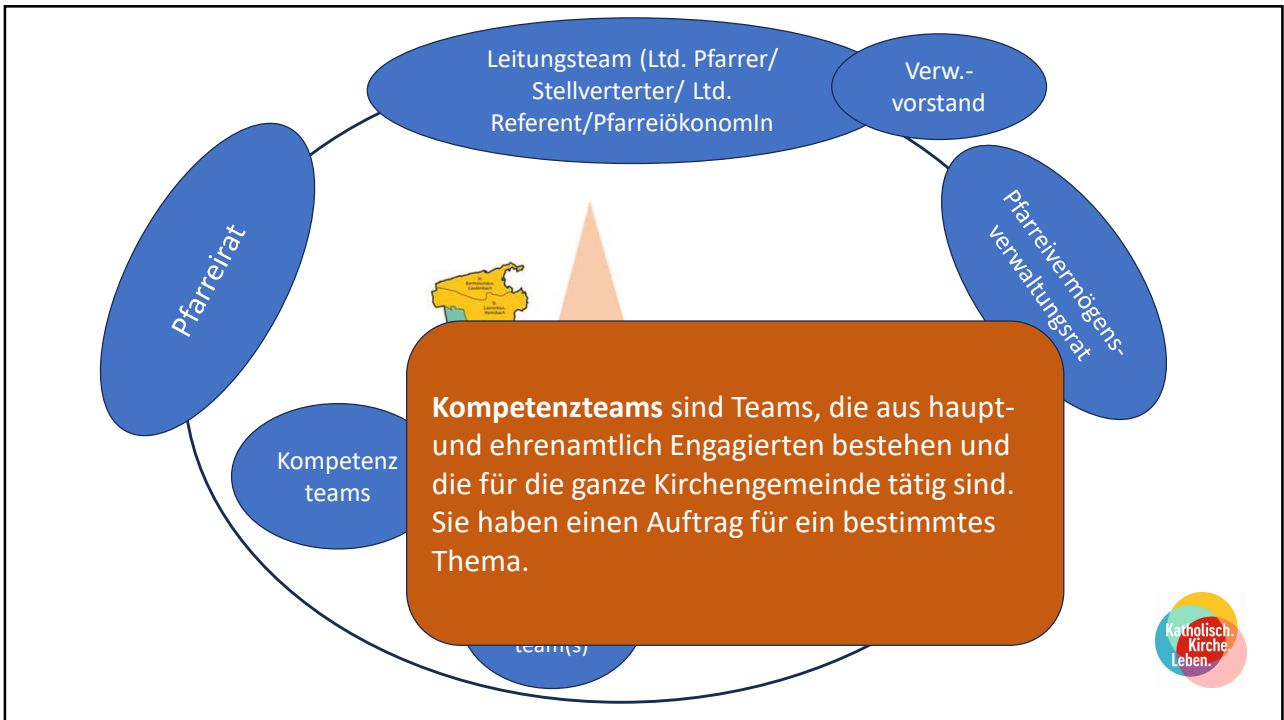 Leitungsteam (Ltd. Pfarrer/
Stellverterter/ Ltd.
Referent/PfarreiökonomIn
Verw.-
vorstand
Pfarreirat
Pfarreivermögens-
verwaltungsrat
Kompetenz
teams
Kompetenzteams sind Teams, die aus haupt-
und ehrenamtlich Engagierten bestehen und
die für die ganze Kirchengemeinde tätig sind.
Sie haben einen Auftrag für ein bestimmtes
Thema.
team(s)
Katholisch.
Kirche.
Leben.